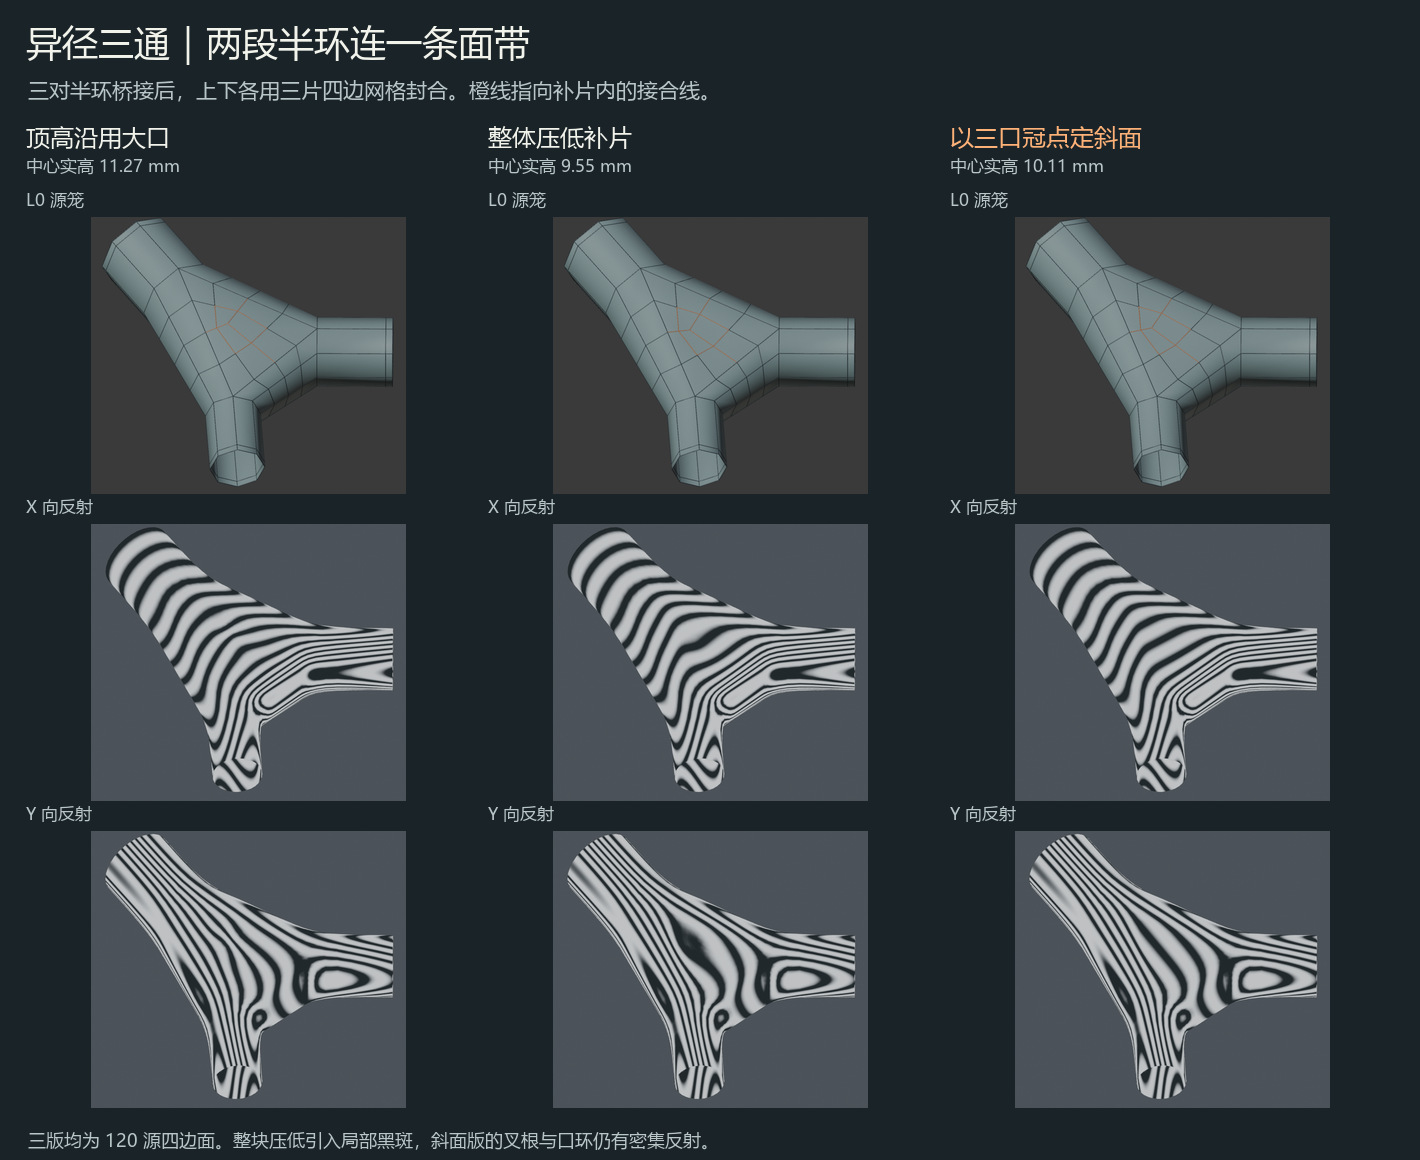 异径三通 | 两段半环连一条面带
三对半环桥接后，上下各用三片四边网格封合。橙线指向补片内的接合线。
顶高沿用大口
中心实高 11.27 mm
L0 源笼
X 向反射
Y 向反射
整体压低补片
中心实高 9.55 mm
L0 源笼
X 向反射
Y 向反射
以三口冠点定斜面
中心实高 10.11 mm
L0 源笼
X 向反射
Y 向反射
三版均为 120 源四边面。整块压低引入局部黑斑，斜面版的叉根与口环仍有密集反射。